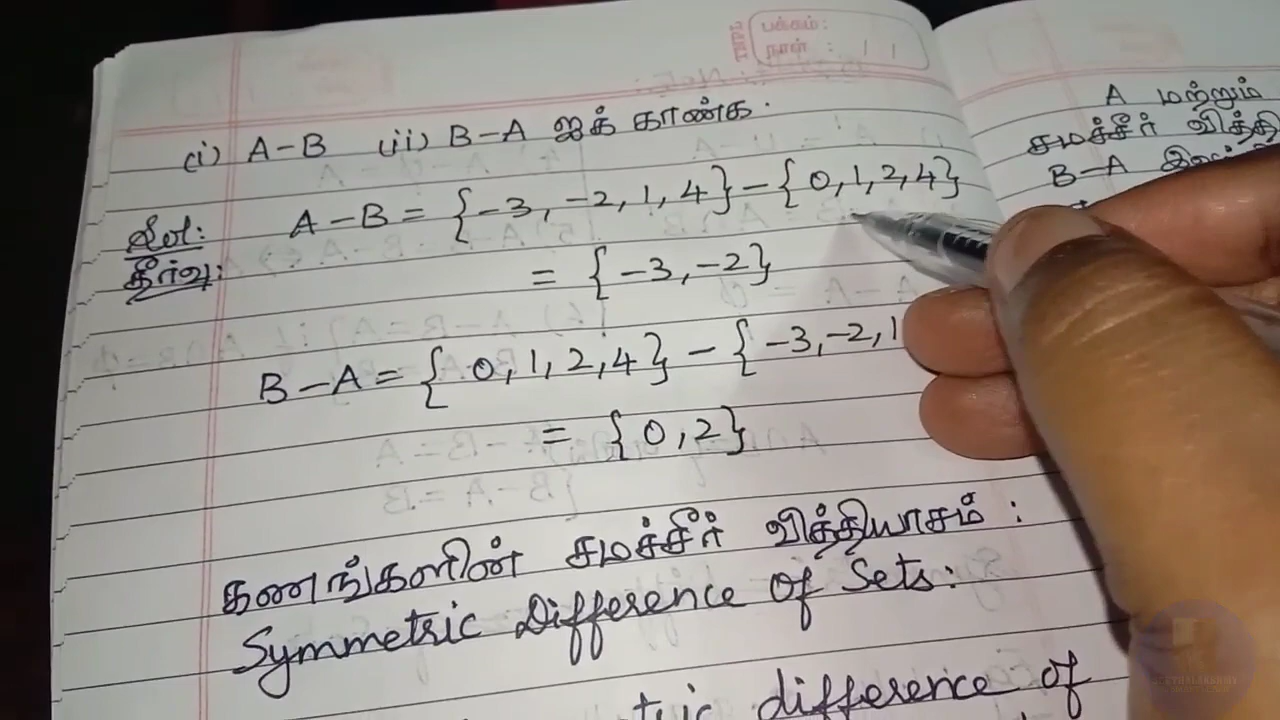 பக்கம்:
நாள் :
(i) A-B (ii) B-A ஐக் காண்க.
Sol: A-B = {-3, -2, 1, 4} - {0, 1, 2, 4}
தீர்வு: = {-3, -2}
B-A = {0, 1, 2, 4} - {-3, -2, 1
= {0, 2}
கணங்களின் சமச்சீர் வித்தியாசம் :
Symmetric Difference Of Sets:
difference of
A மற்றும்
சமச்சீர்
B-A